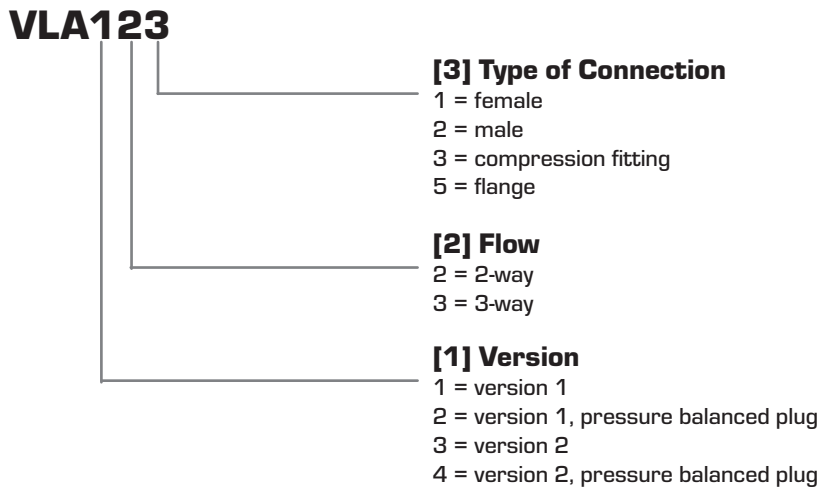 VLA123
[3] Type of Connection
1 = female
2 = male
3 = compression fitting
5 = flange
[2] Flow
2 = 2-way
3 = 3-way
[1] Version
1 = version 1
2 = version 1, pressure balanced plug
3 = version 2
4 = version 2, pressure balanced plug